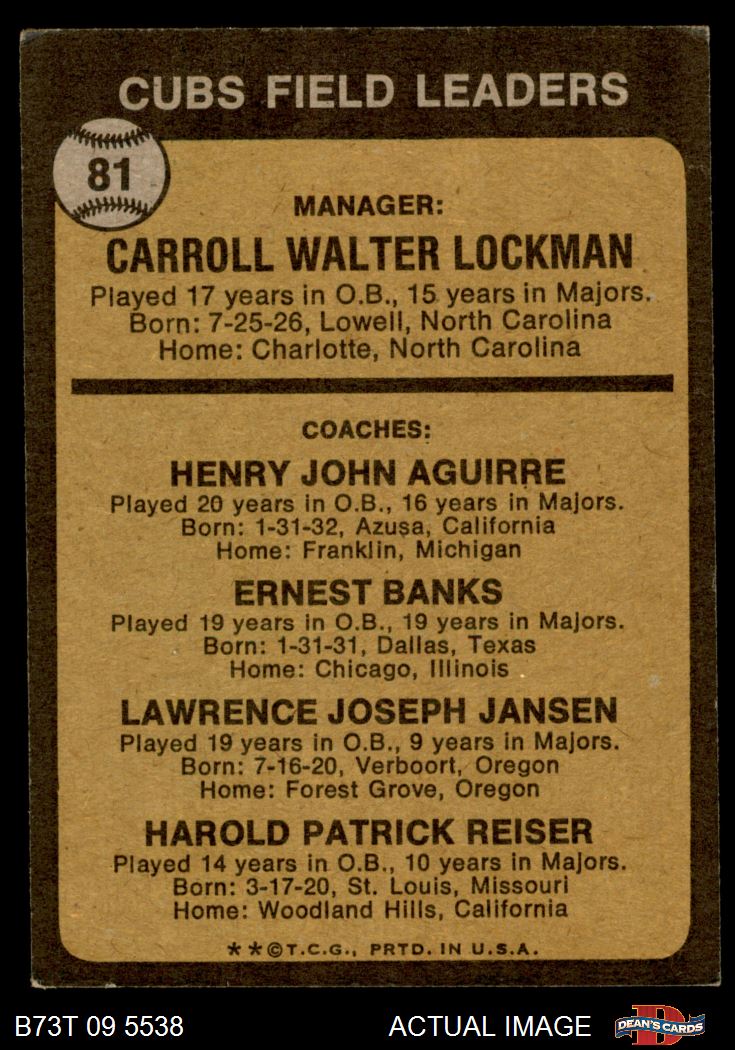 CUBS FIELD LEADERS
81
MANAGER:
CARROLL WALTER LOCKMAN
Played 17 years in O.B., 15 years in Majors.
Born: 7-25-26, Lowell, North Carolina
Home: Charlotte, North Carolina
COACHES:
HENRY JOHN AGUIRRE
Played 20 years in O.B., 16 years in Majors.
Born: 1-31-32, Azusa, California
Home: Franklin, Michigan
ERNEST BANKS
Played 19 years in O.B., 19 years in Majors.
Born: 1-31-31, Dallas, Texas
Home: Chicago, Illinois
LAWRENCE JOSEPH JANSEN
Played 19 years in O.B., 9 years in Majors.
Born: 7-16-20, Verboort, Oregon
Home: Forest Grove, Oregon
HAROLD PATRICK REISER
Played 14 years in O.B., 10 years in Majors.
Born: 3-17-20, St. Louis, Missouri
Home: Woodland Hills, California
**©T.C.G., PRTD. IN U.S.A.
B73T 09 5538
ACTUAL IMAGE
D
DEAN'S CARDS